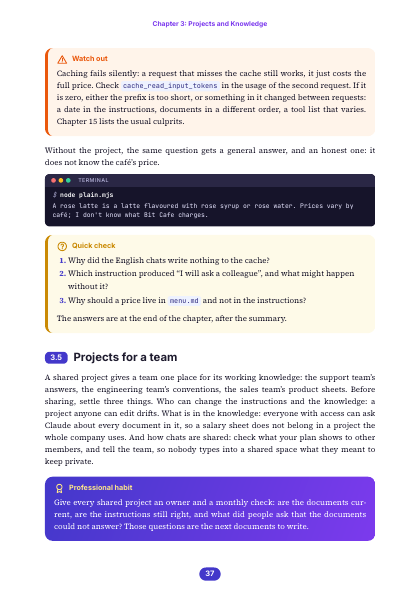 Chapter 3: Projects and Knowledge
Watch out
Caching fails silently: a request that misses the cache still works, it just costs the
full price. Check cache_read_input_tokens in the usage of the second request. If it
is zero, either the prefix is too short, or something in it changed between requests:
a date in the instructions, documents in a different order, a tool list that varies.
Chapter 15 lists the usual culprits.
Without the project, the same question gets a general answer, and an honest one: it
does not know the café's price.
TERMINAL
$ node plain.mjs
A rose latte is a latte flavoured with rose syrup or rose water. Prices vary by
café; I don't know what Bit Cafe charges.
Quick check
1. Why did the English chats write nothing to the cache?
2. Which instruction produced “I will ask a colleague”, and what might happen
without it?
3. Why should a price live in menu.md and not in the instructions?
The answers are at the end of the chapter, after the summary.
3.5 Projects for a team
A shared project gives a team one place for its working knowledge: the support team's
answers, the engineering team's conventions, the sales team's product sheets. Before
sharing, settle three things. Who can change the instructions and the knowledge: a
project anyone can edit drifts. What is in the knowledge: everyone with access can ask
Claude about every document in it, so a salary sheet does not belong in a project the
whole company uses. And how chats are shared: check what your plan shows to other
members, and tell the team, so nobody types into a shared space what they meant to
keep private.
Professional habit
Give every shared project an owner and a monthly check: are the documents cur-
rent, are the instructions still right, and what did people ask that the documents
could not answer? Those questions are the next documents to write.
37